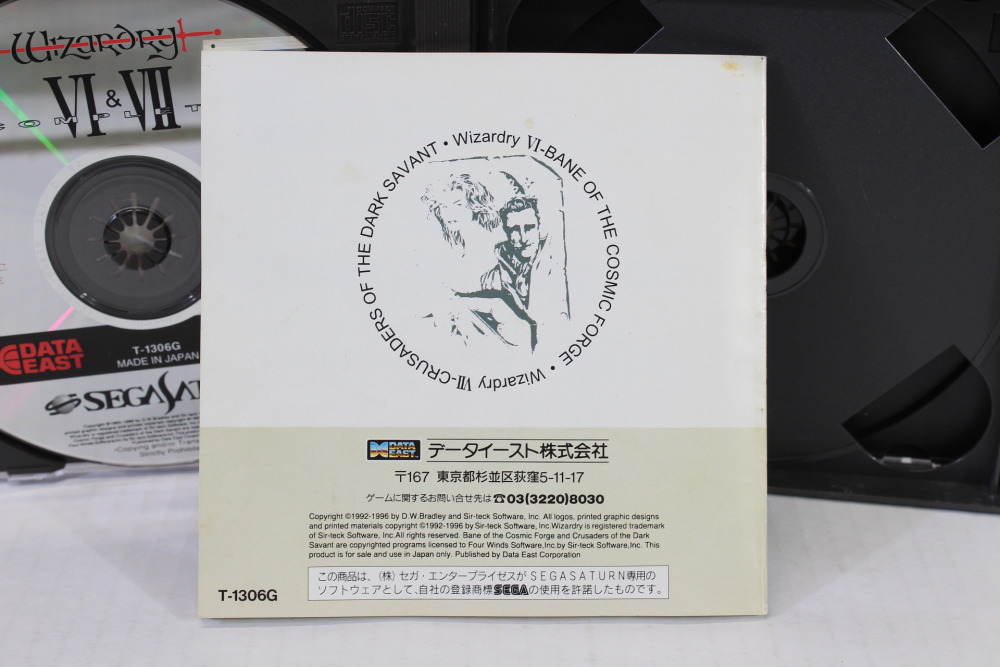 Wizardry
VI & VII
COMPLET
DATA
EAST
T-1306G
MADE IN JAPAN
SEGASAT
Wizardry VI-BANE OF THE COSMIC FORGE • Wizardry VII-CRUSADERS OF THE DARK SAVANT •
DATA
EAST
データイースト株式会社
〒167 東京都杉並区荻窪5-11-17
ゲームに関するお問い合せ先は☎03(3220)8030
Copyright ©1992-1996 by D.W.Bradley and Sir-teck Software, Inc. All logos, printed graphic designs
and printed materials copyright ©1992-1996 by Sir-teck Software, Inc.Wizardry is registered trademark
of Sir-teck Software, Inc.All rights reserved. Bane of the Cosmic Forge and Crusaders of the Dark
Savant are copyrighted programs licensed to Four Winds Software,Inc.by Sir-teck Software,Inc. This
product is for sale and use in Japan only. Published by Data East Corporation
この商品は、（株）セガ・エンタープライゼスがSEGASATURN専用の
ソフトウェアとして、自社の登録商標SEGAの使用を許諾したものです。
T-1306G